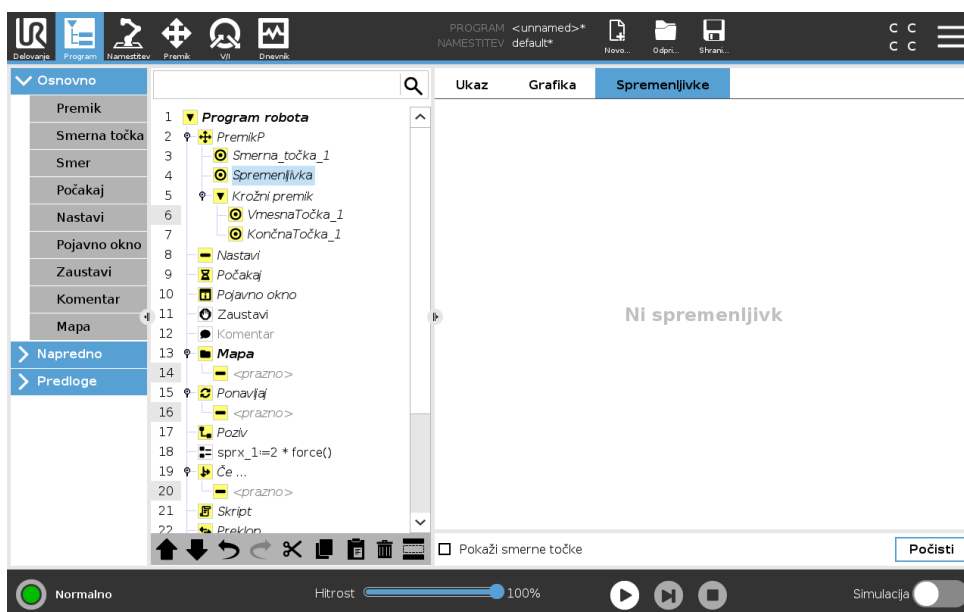 UR
PROGRAM <unnamed>*
NAMESTITEV default*
Delovanje Program Namestitev Premik V/I Dnevnik Novo... Odpri... Shrani...
C C
C C
Osnovno
Premik
Smerna točka
Smer
Počakaj
Nastavi
Pojavno okno
Zaustavi
Komentar
Mapa
Napredno
Predloge
1 Program robota
2 PremikP
3 Smerna_točka_1
4 Spremenljivka
5 Krožni premik
6 VmesnaTočka_1
7 KončnaTočka_1
8 Nastavi
9 Počakaj
10 Pojavno okno
11 Zaustavi
12 Komentar
13 Mapa
14 <prazno>
15 Ponavljaj
16 <prazno>
17 Poziv
18 sprx_1:=2 * force()
19 Če ...
20 <prazno>
21 Skript
22 Preklop
Ukaz Grafika Spremenljivke
Ni spremenljivk
Pokaži smerne točke
Počisti
Normalno
Hitrost 100%
Simulacija